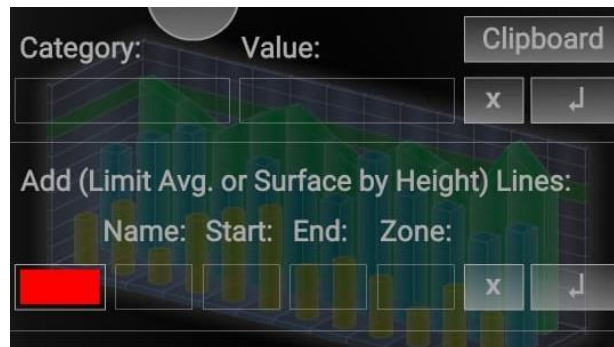 Category: Value: Clipboard
x ↲
Add (Limit Avg. or Surface by Height) Lines:
Name: Start: End: Zone:
x ↲